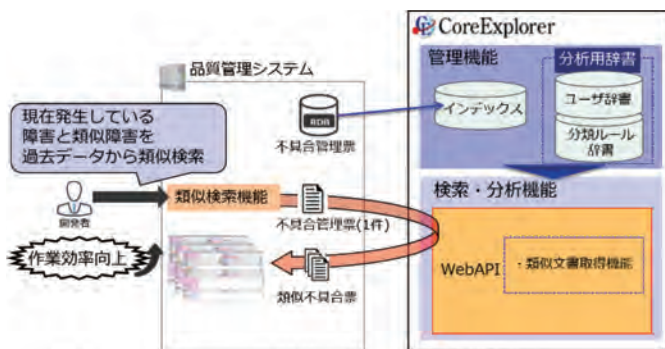 CoreExplorer
品質管理システム
管理機能
分析用辞書
ユーザ辞書
インデックス
分類ルール
辞書
RDB
不具合管理票
現在発生している
障害と類似障害を
過去データから類似検索
開発者
類似検索機能
不具合管理票(1件)
検索・分析機能
WebAPI
・類似文書取得機能
作業効率向上
類似不具合票